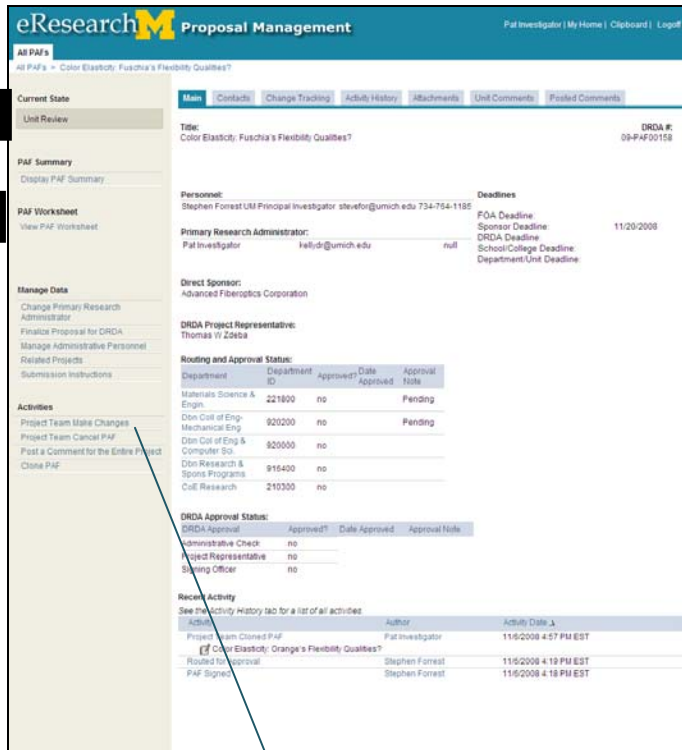 eResearch M Proposal Management
Pat Investigator | My Home | Clipboard | Logoff
All PAFs
All PAFs > Color Elasticity: Fuschia's Flexibility Qualities?
Current State
Unit Review
PAF Summary
Display PAF Summary
PAF Worksheet
View PAF Worksheet
Manage Data
Change Primary Research
Administrator
Finalize Proposal for DRDA
Manage Administrative Personnel
Related Projects
Submission Instructions
Activities
Project Team Make Changes
Project Team Cancel PAF
Post a Comment for the Entire Project
Clone PAF
Main Contacts Change Tracking Activity History Attachments Unit Comments Posted Comments
Title:
Color Elasticity: Fuschia's Flexibility Qualities?
DRDA #:
09-PAF00158
Personnel:
Stephen Forrest UM Principal Investigator stevefor@umich.edu 734-764-1185
Primary Research Administrator:
Pat Investigator kellydr@umich.edu null
Deadlines
FOA Deadline:
Sponsor Deadline: 11/20/2008
DRDA Deadline:
School/College Deadline:
Department/Unit Deadline:
Direct Sponsor:
Advanced Fiberoptics Corporation
DRDA Project Representative:
Thomas W Zdeba
Routing and Approval Status:
Department Department ID Approved? Date Approved Approval Note
Materials Science & Engin. 221800 no Pending
Dbn Coll of Eng-Mechanical Eng 920200 no Pending
Dbn Col of Eng & Computer Sci. 920000 no
Dbn Research & Spons Programs 916400 no
CoE Research 210300 no
DRDA Approval Status:
DRDA Approval Approved? Date Approved Approval Note
Administrative Check no
Project Representative no
Signing Officer no
Recent Activity
See the Activity History tab for a list of all activities
Activity Author Activity Date
Project Team Cloned PAF Pat Investigator 11/6/2008 4:57 PM EST
Color Elasticity: Orange's Flexibility Qualities?
Routed for approval Stephen Forrest 11/6/2008 4:19 PM EST
PAF Signed Stephen Forrest 11/6/2008 4:18 PM EST